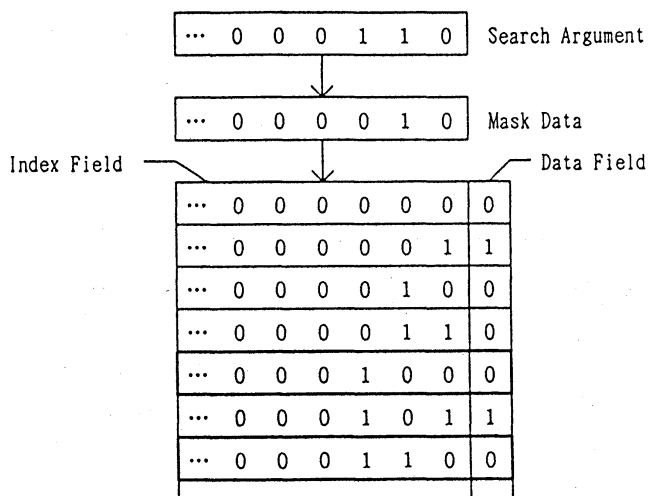 … 0 0 0 1 1 0 Search Argument
… 0 0 0 0 1 0 Mask Data
Index Field Data Field
… 0 0 0 0 0 0 0
… 0 0 0 0 0 1 1
… 0 0 0 0 1 0 0
… 0 0 0 0 1 1 0
… 0 0 0 1 0 0 0
… 0 0 0 1 0 1 1
… 0 0 0 1 1 0 0